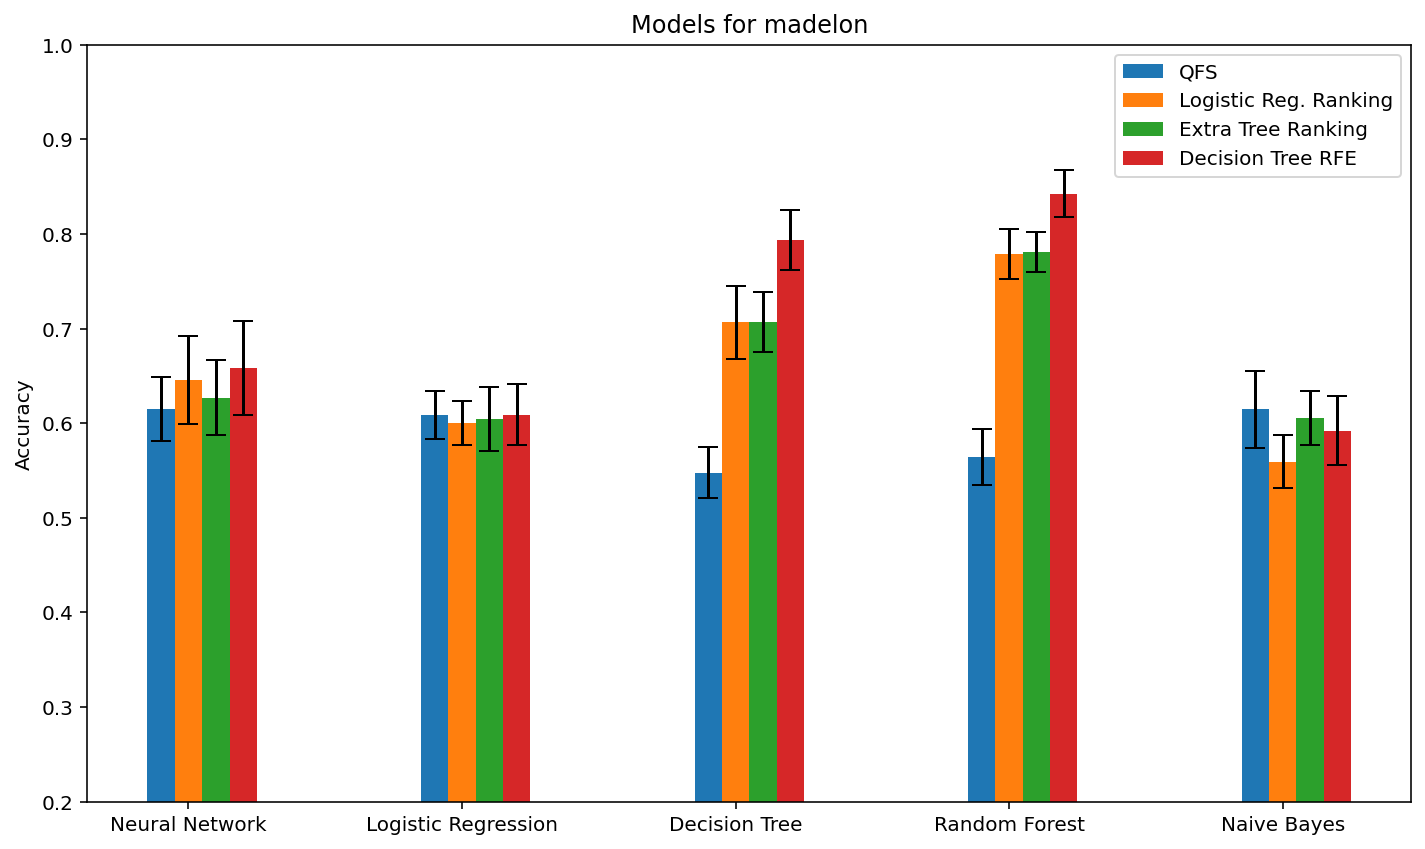 Models for madelon
QFS
Logistic Reg. Ranking
Extra Tree Ranking
Decision Tree RFE
Accuracy
1.0
0.9
0.8
0.7
0.6
0.5
0.4
0.3
0.2
Neural Network
Logistic Regression
Decision Tree
Random Forest
Naive Bayes